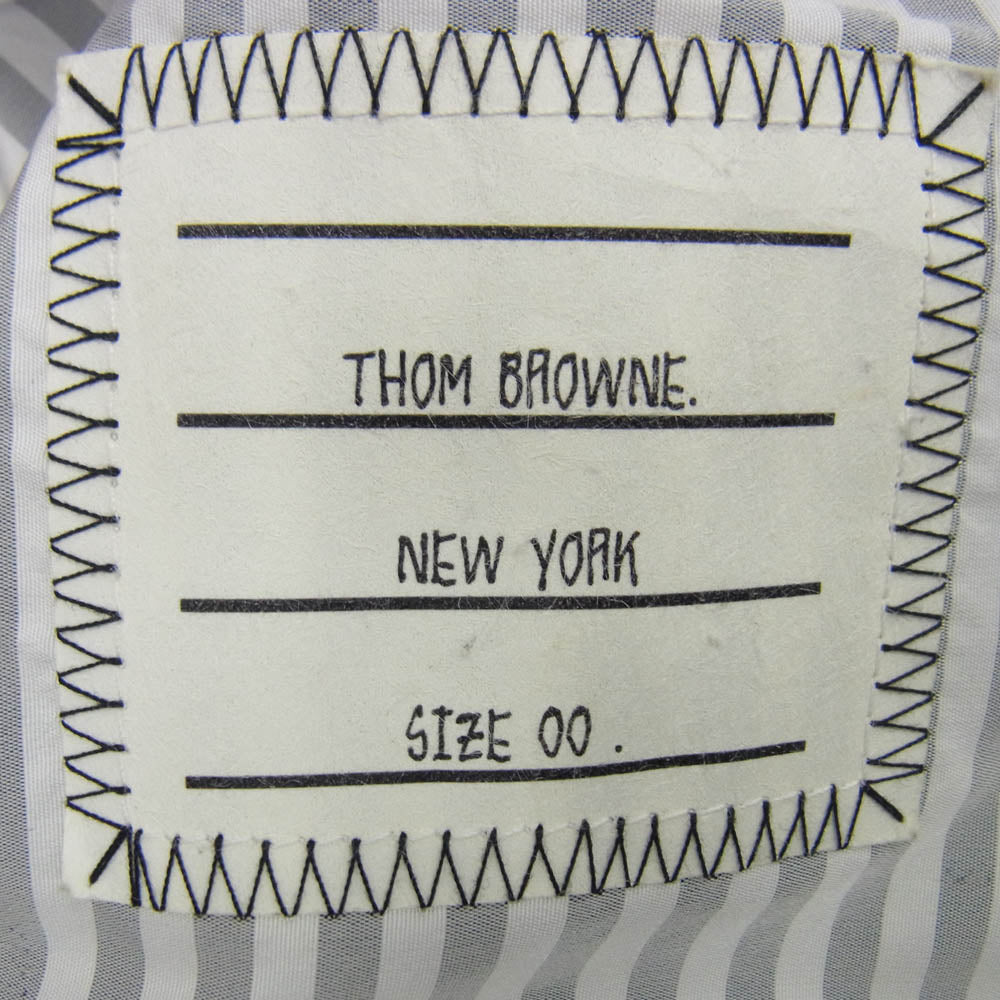 THOM BROWNE.
NEW YORK
SIZE 00 .